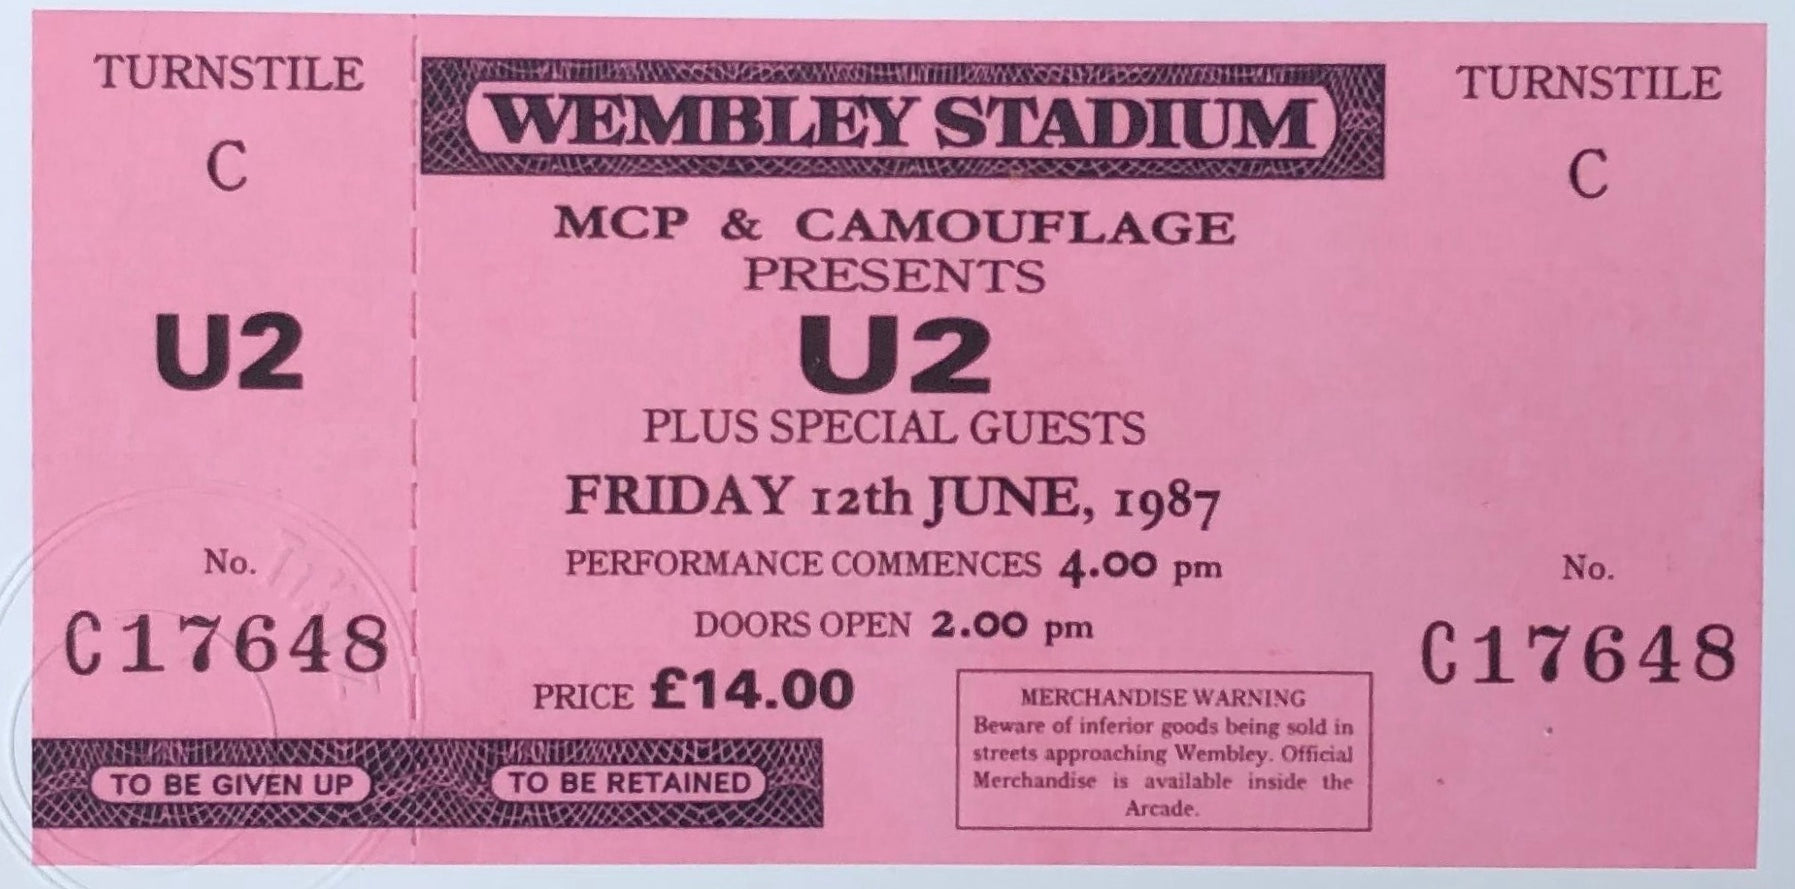 TURNSTILE
C
U2
No.
C17648
TO BE GIVEN UP
WEMBLEY STADIUM
MCP & CAMOUFLAGE
PRESENTS
U2
PLUS SPECIAL GUESTS
FRIDAY 12th JUNE, 1987
PERFORMANCE COMMENCES 4.00 pm
DOORS OPEN 2.00 pm
PRICE £14.00
TO BE RETAINED
MERCHANDISE WARNING
Beware of inferior goods being sold in
streets approaching Wembley. Official
Merchandise is available inside the
Arcade.
TURNSTILE
C
No.
C17648